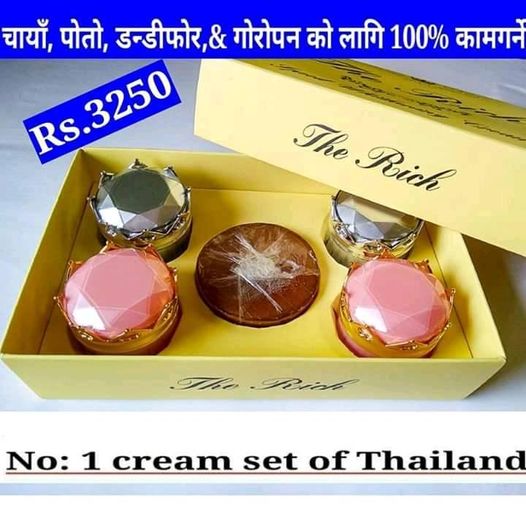 चायाँ, पोतो, डन्डीफोर,& गोरोपन को लागि 100% कामगर्ने
Rs.3250
The Rich
The Rich
No: 1 cream set of Thailand